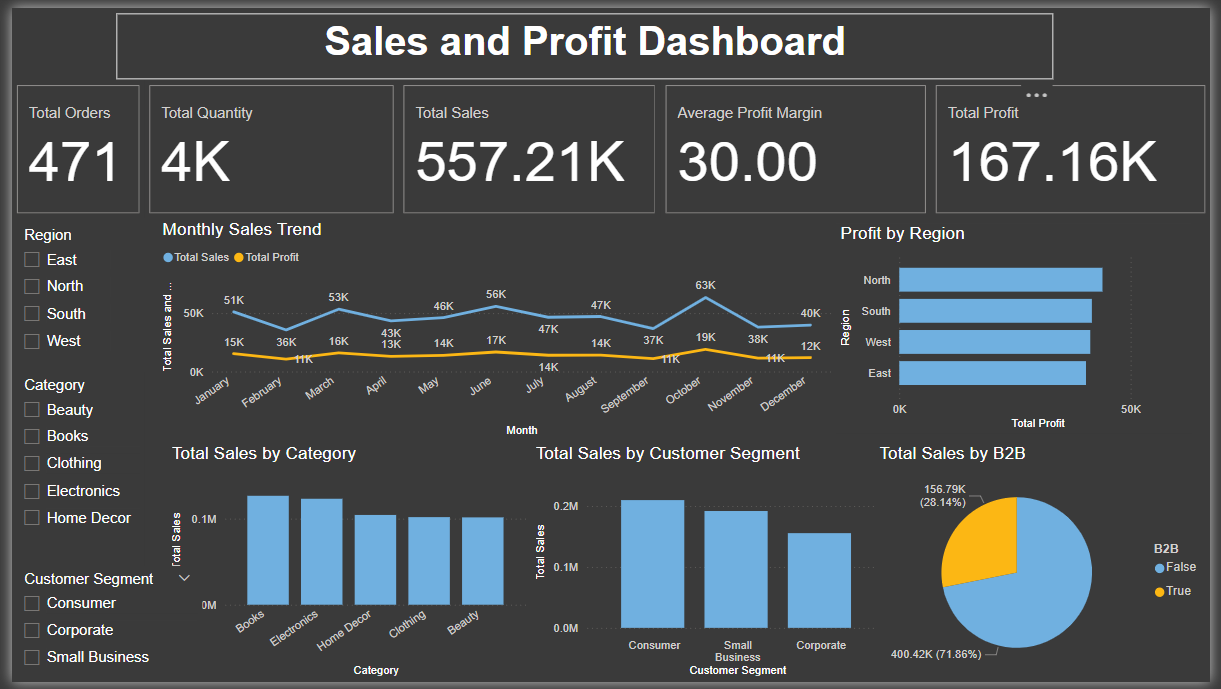 Sales and Profit Dashboard
Total Orders
471
Total Quantity
4K
Total Sales
557.21K
Average Profit Margin
30.00
Total Profit
167.16K
Region
East
North
South
West
Category
Beauty
Books
Clothing
Electronics
Home Decor
Customer Segment
Consumer
Corporate
Small Business
Monthly Sales Trend
Total Sales Total Profit
Total Sales and ...
50K
0K
51K
36K
53K
43K
46K
56K
47K
47K
37K
63K
38K
40K
15K
11K
16K
13K
14K
17K
14K
14K
11K
19K
11K
12K
January
February
March
April
May
June
July
August
September
October
November
December
Month
Profit by Region
Region
North
South
West
East
0K
50K
Total Profit
Total Sales by Category
Total Sales
0.1M
0M
Books
Electronics
Home Decor
Clothing
Beauty
Category
Total Sales by Customer Segment
Total Sales
0.2M
0.1M
0.0M
Consumer
Small
Business
Corporate
Customer Segment
Total Sales by B2B
156.79K
(28.14%)
400.42K (71.86%)
B2B
False
True